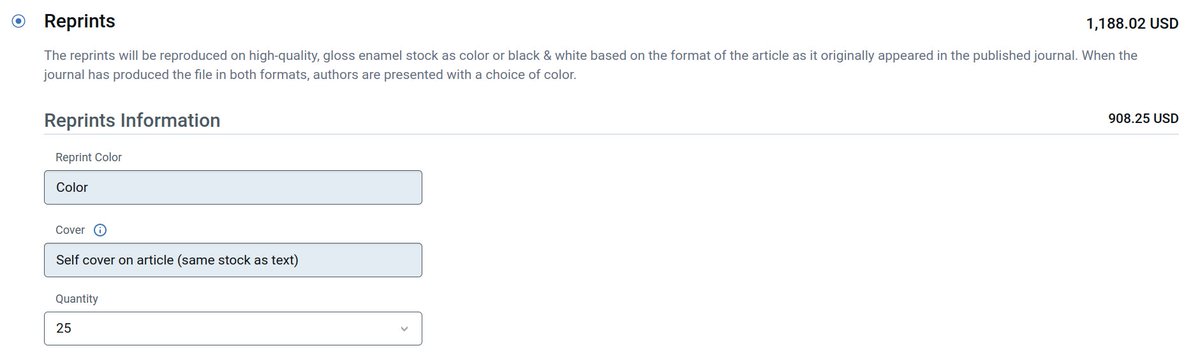 Reprints
1,188.02 USD
The reprints will be reproduced on high-quality, gloss enamel stock as color or black & white based on the format of the article as it originally appeared in the published journal. When the
journal has produced the file in both formats, authors are presented with a choice of color.
Reprints Information
908.25 USD
Reprint Color
Color
Cover
Self cover on article (same stock as text)
Quantity
25